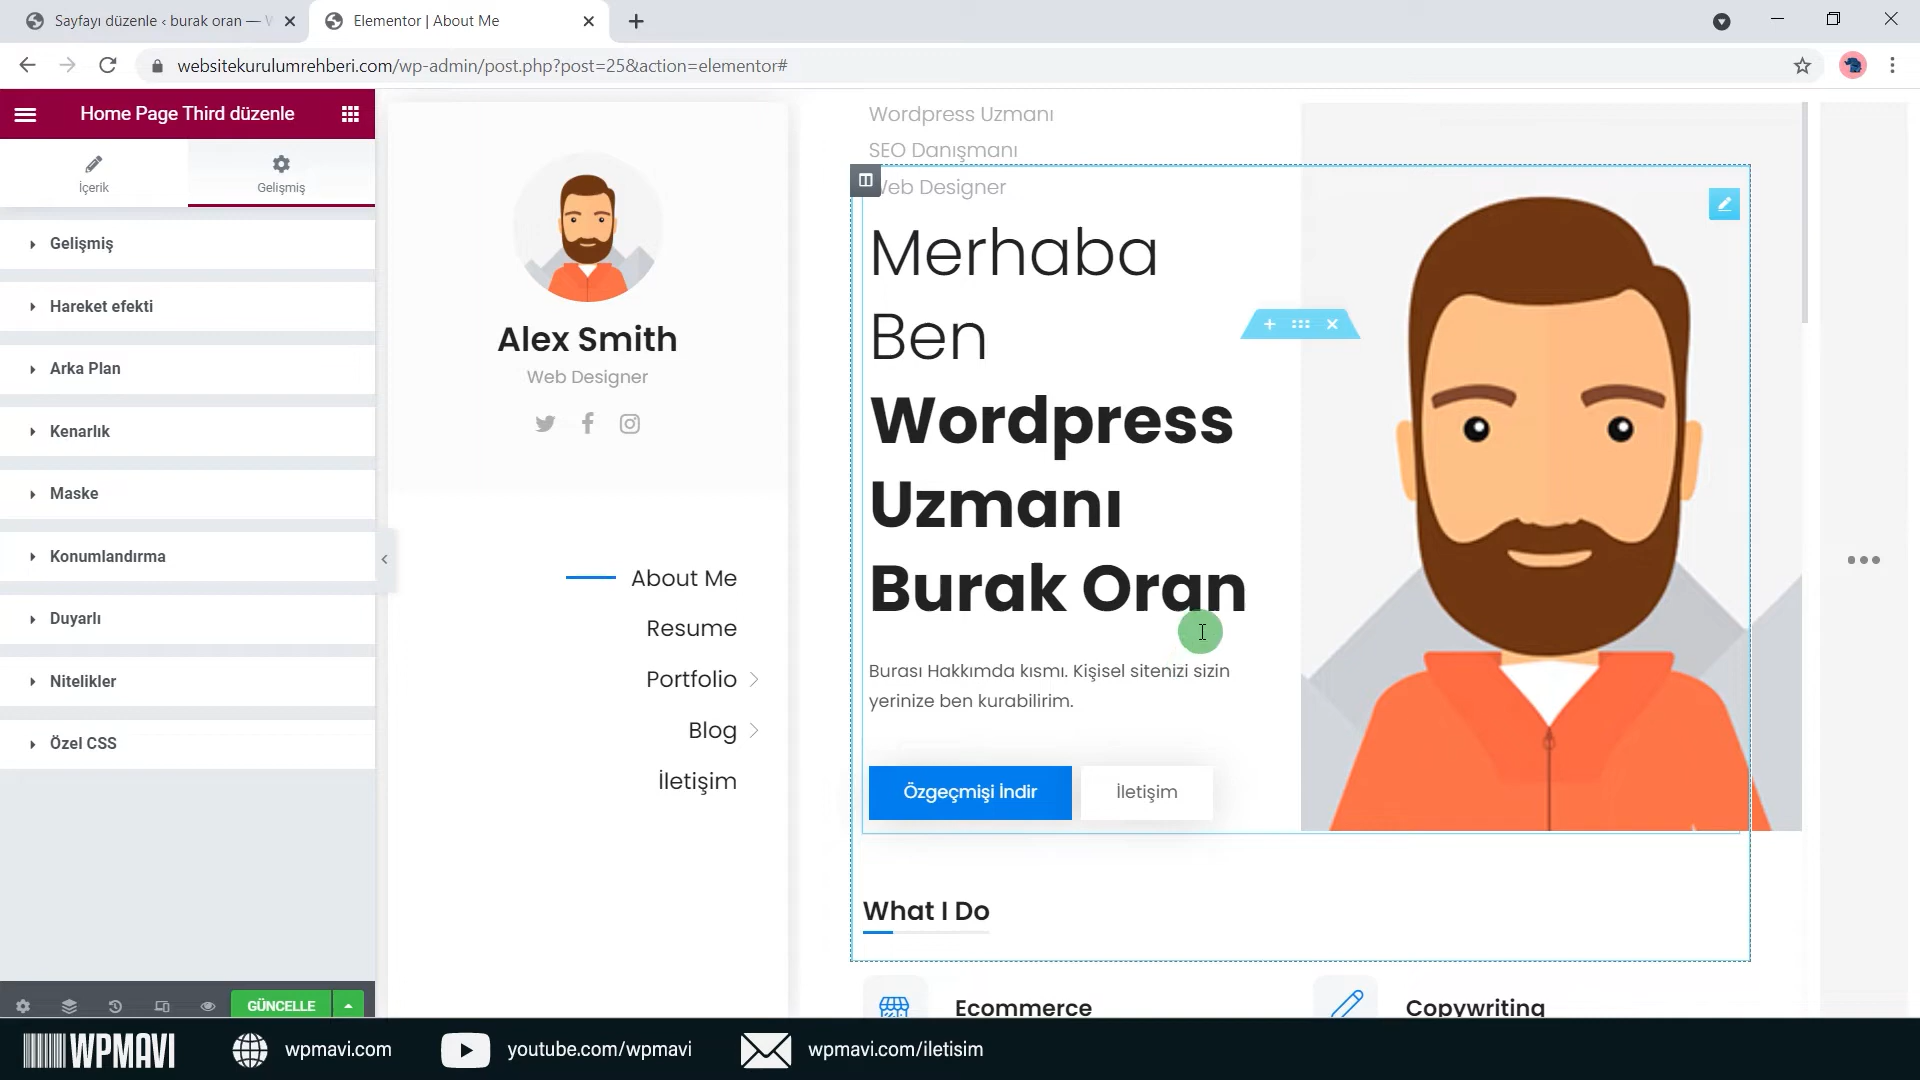 Sayfayı düzenle ‹ burak oran —
Elementor | About Me
websitekurulumrehberi.com/wp-admin/post.php?post=25&action=elementor#
Home Page Third düzenle
İçerik
Gelişmiş
Gelişmiş
Hareket efekti
Arka Plan
Kenarlık
Maske
Konumlandırma
Duyarlı
Nitelikler
Özel CSS
GÜNCELLE
Alex Smith
Web Designer
About Me
Resume
Portfolio
Blog
İletişim
Wordpress Uzmanı
SEO Danışmanı
Web Designer
Merhaba
Ben
Wordpress
Uzmanı
Burak Oran
Burası Hakkımda kısmı. Kişisel sitenizi sizin
yerinize ben kurabilirim.
Özgeçmişi İndir
İletişim
What I Do
Ecommerce
Copywriting
WPMAVI
wpmavi.com
youtube.com/wpmavi
wpmavi.com/iletisim